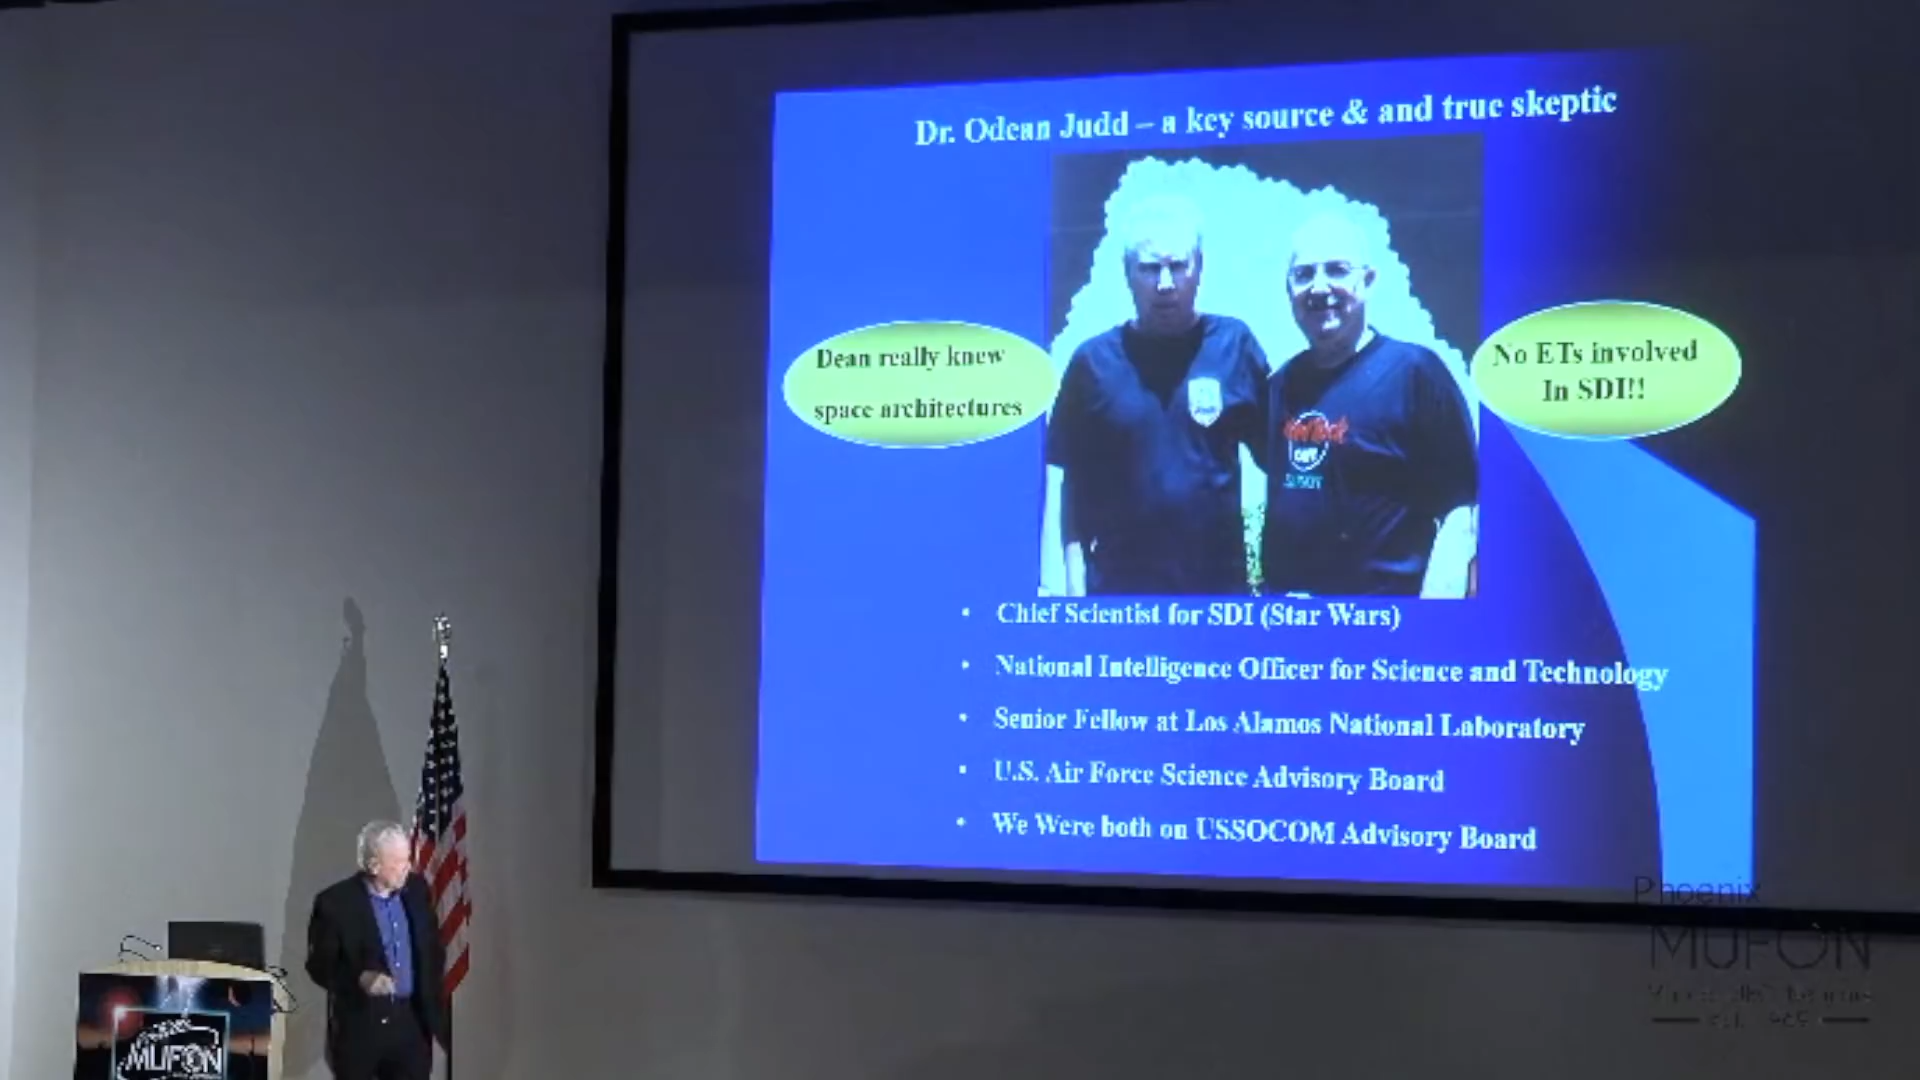 Dr. Odean Judd – a key source & and true skeptic
Dean really knew
space architectures
No ETs involved
In SDI!!
• Chief Scientist for SDI (Star Wars)
• National Intelligence Officer for Science and Technology
• Senior Fellow at Los Alamos National Laboratory
• U.S. Air Force Science Advisory Board
• We Were both on USSOCOM Advisory Board
Phoenix
MUFON
MUFON